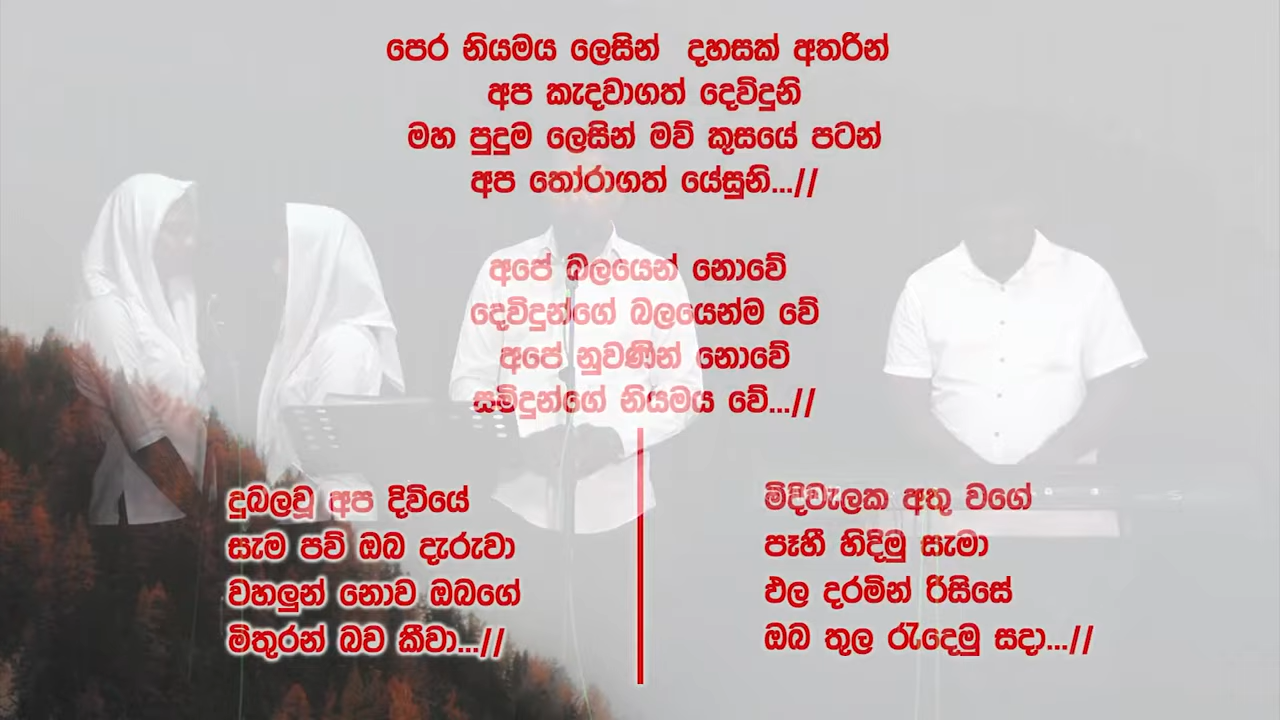 පෙර නියමය ලෙසින් දහසක් අතරින්
අප කැදවාගත් දෙවිදුනි
මහ පුදුම ලෙසින් මව් කුසයේ පටන්
අප තෝරාගත් යේසුනි...//
අපේ බලයෙන් නොවේ
දෙවිදුන්ගේ බලයෙන්ම වේ
අපේ නුවණින් නොවේ
සමිදුන්ගේ නියමය වේ...//
දුබලවූ අප දිවියේ
සැම පව් ඔබ දැරුවා
වහලුන් නොව ඔබගේ
මිතුරන් බව කීවා...//
මිදිවැලක අතු වගේ
පෑහී හිදිමු සැමා
ඵල දරමින් රිසිසේ
ඔබ තුල රැදෙමු සදා...//